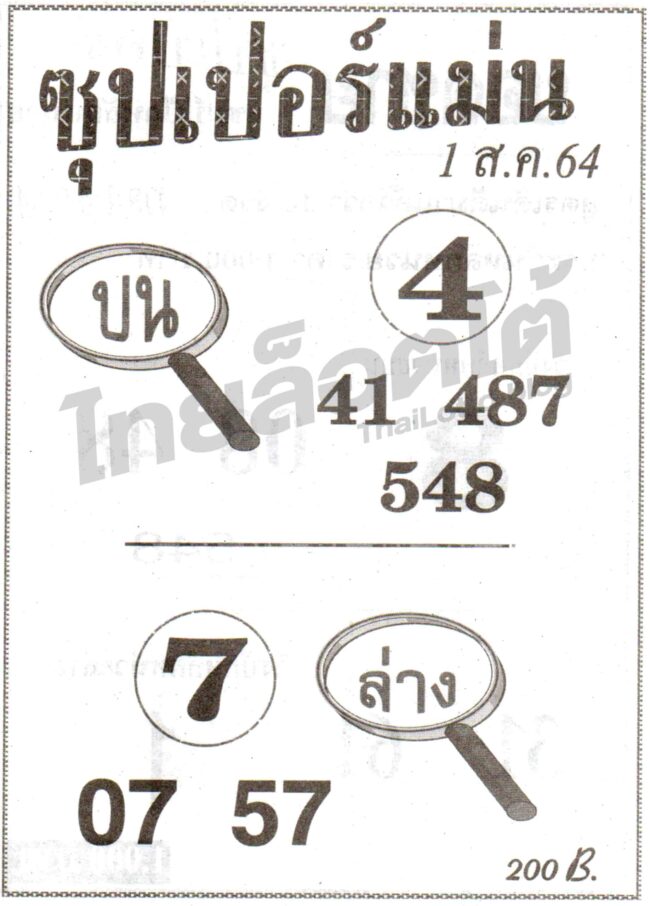 ซุปเปอร์แม่น
1 ส.ค.64
บน
4
41 487
548
ไทยล็อตโต้
7
ล่าง
07 57
200 B.